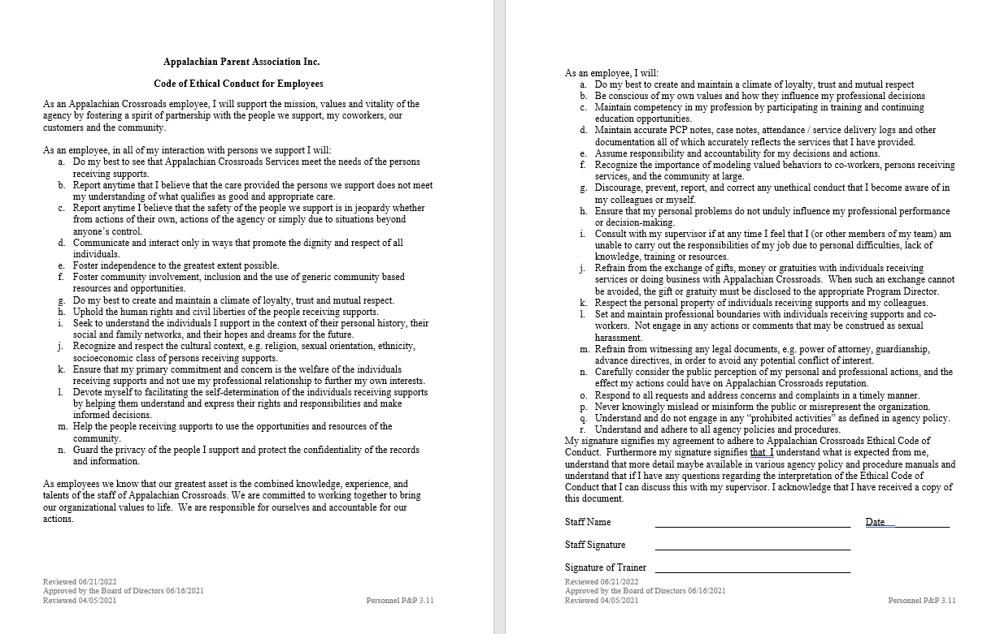 Appalachian Parent Association Inc.
Code of Ethical Conduct for Employees
As an Appalachian Crossroads employee, I will support the mission, values and vitality of the
agency by fostering a spirit of partnership with the people we support, my coworkers, our
customers and the community.
As an employee, in all of my interaction with persons we support I will:
a. Do my best to see that Appalachian Crossroads Services meet the needs of the persons
receiving supports.
b. Report anytime that I believe that the care provided the persons we support does not meet
my understanding of what qualifies as good and appropriate care.
c. Report anytime I believe that the safety of the people we support is in jeopardy whether
from actions of their own, actions of the agency or simply due to situations beyond
anyone's control.
d. Communicate and interact only in ways that promote the dignity and respect of all
individuals.
e. Foster independence to the greatest extent possible.
f. Foster community involvement, inclusion and the use of generic community based
resources and opportunities.
g. Do my best to create and maintain a climate of loyalty, trust and mutual respect.
h. Uphold the human rights and civil liberties of the people receiving supports.
i. Seek to understand the individuals I support in the context of their personal history, their
social and family networks, and their hopes and dreams for the future.
j. Recognize and respect the cultural context, e.g. religion, sexual orientation, ethnicity,
socioeconomic class of persons receiving supports.
k. Ensure that my primary commitment and concern is the welfare of the individuals
receiving supports and not use my professional relationship to further my own interests.
l. Devote myself to facilitating the self-determination of the individuals receiving supports
by helping them understand and express their rights and responsibilities and make
informed decisions.
m. Help the people receiving supports to use the opportunities and resources of the
community.
n. Guard the privacy of the people I support and protect the confidentiality of the records
and information.
As employees we know that our greatest asset is the combined knowledge, experience, and
talents of the staff of Appalachian Crossroads. We are committed to working together to bring
our organizational values to life. We are responsible for ourselves and accountable for our
actions.
Reviewed 06/21/2022
Approved by the Board of Directors 06/16/2021
Reviewed 04/05/2021 Personnel P&P 3.11
As an employee, I will:
a. Do my best to create and maintain a climate of loyalty, trust and mutual respect
b. Be conscious of my own values and how they influence my professional decisions
c. Maintain competency in my profession by participating in training and continuing
education opportunities.
d. Maintain accurate PCP notes, case notes, attendance / service delivery logs and other
documentation all of which accurately reflects the services that I have provided.
e. Assume responsibility and accountability for my decisions and actions.
f. Recognize the importance of modeling valued behaviors to co-workers, persons receiving
services, and the community at large.
g. Discourage, prevent, report, and correct any unethical conduct that I become aware of in
my colleagues or myself.
h. Ensure that my personal problems do not unduly influence my professional performance
or decision-making.
i. Consult with my supervisor if at any time I feel that I (or other members of my team) am
unable to carry out the responsibilities of my job due to personal difficulties, lack of
knowledge, training or resources.
j. Refrain from the exchange of gifts, money or gratuities with individuals receiving
services or doing business with Appalachian Crossroads. When such an exchange cannot
be avoided, the gift or gratuity must be disclosed to the appropriate Program Director.
k. Respect the personal property of individuals receiving supports and my colleagues.
l. Set and maintain professional boundaries with individuals receiving supports and co-
workers. Not engage in any actions or comments that may be construed as sexual
harassment.
m. Refrain from witnessing any legal documents, e.g. power of attorney, guardianship,
advance directives, in order to avoid any potential conflict of interest.
n. Carefully consider the public perception of my personal and professional actions, and the
effect my actions could have on Appalachian Crossroads reputation.
o. Respond to all requests and address concerns and complaints in a timely manner.
p. Never knowingly mislead or misinform the public or misrepresent the organization.
q. Understand and do not engage in any “prohibited activities” as defined in agency policy.
r. Understand and adhere to all agency policies and procedures.
My signature signifies my agreement to adhere to Appalachian Crossroads Ethical Code of
Conduct. Furthermore my signature signifies that I understand what is expected from me,
understand that more detail maybe available in various agency policy and procedure manuals and
understand that if I have any questions regarding the interpretation of the Ethical Code of
Conduct that I can discuss this with my supervisor. I acknowledge that I have received a copy of
this document.
Staff Name Date
Staff Signature
Signature of Trainer
Reviewed 06/21/2022
Approved by the Board of Directors 06/16/2021
Reviewed 04/05/2021 Personnel P&P 3.11